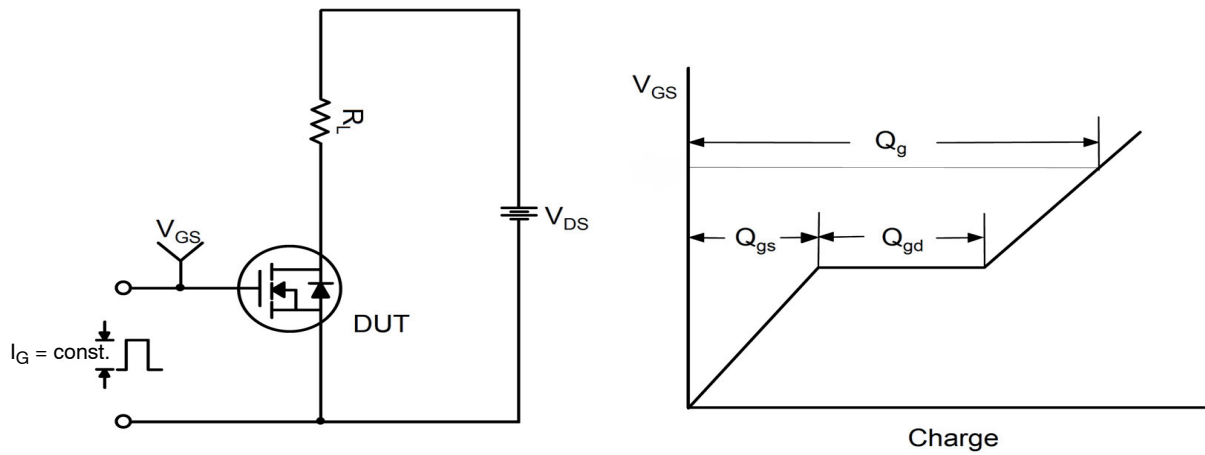 R_L
V_GS
V_DS
DUT
I_G = const.
V_GS
Q_g
Q_gs
Q_gd
Charge